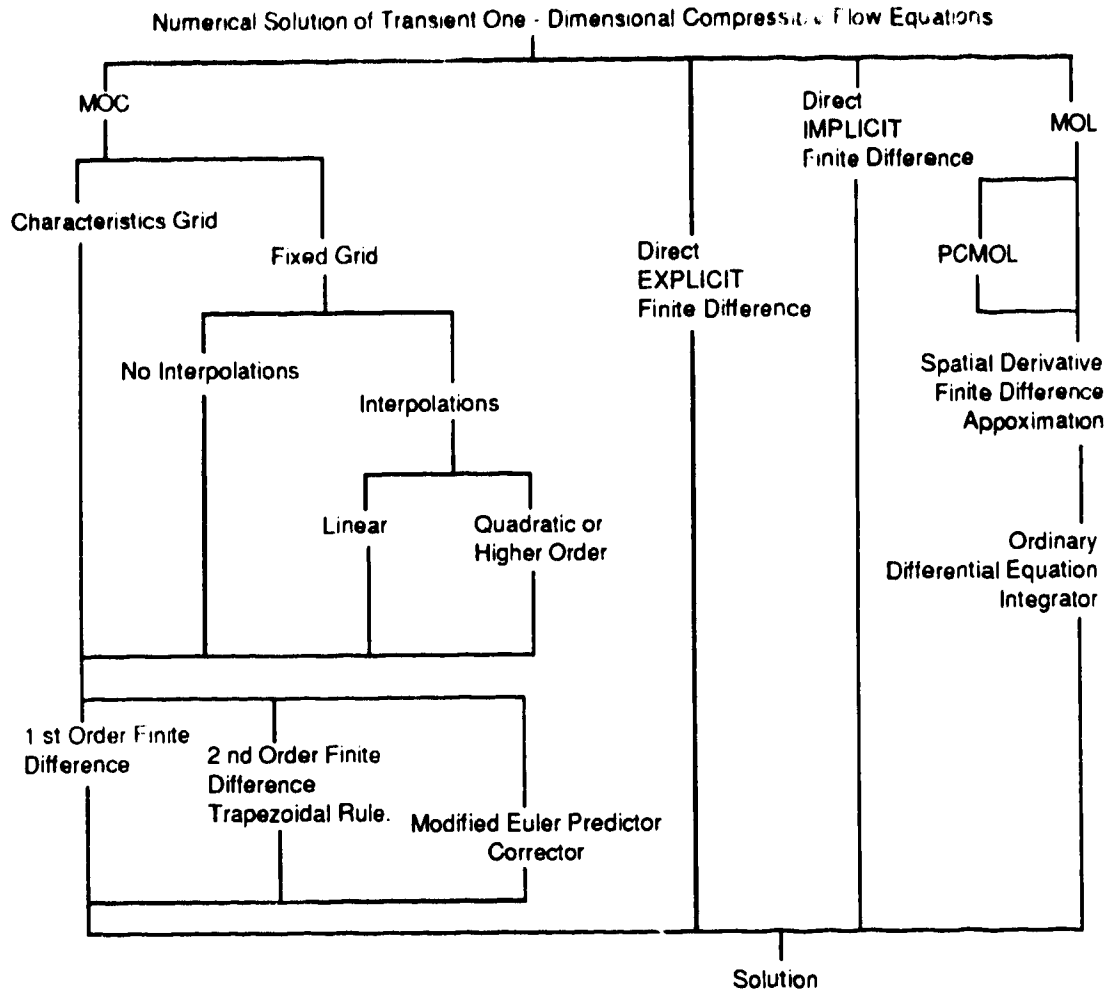 Numerical Solution of Transient One - Dimensional Flow Equations
MOC
Direct
IMPLICIT
Finite Difference
MOL
Characteristics Grid
Fixed Grid
Direct
EXPLICIT
Finite Difference
PCMOL
No Interpolations
Interpolations
Spatial Derivative
Finite Difference
Appoximation
Linear
Quadratic or
Higher Order
Ordinary
Differential Equation
Integrator
1 st Order Finite
Difference
2 nd Order Finite
Difference
Trapezoidal Rule.
Modified Euler Predictor
Corrector
Solution